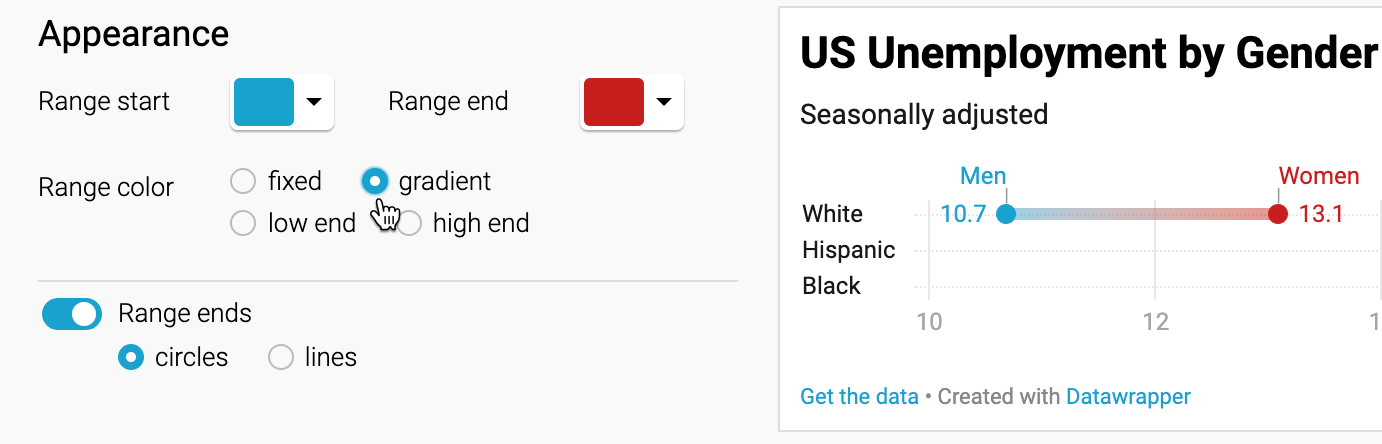 Appearance
Range start
Range end
Range color
fixed
gradient
low end
high end
Range ends
circles
lines
US Unemployment by Gender
Seasonally adjusted
Men
Women
White
10.7
13.1
Hispanic
Black
10
12
1
Get the data • Created with Datawrapper